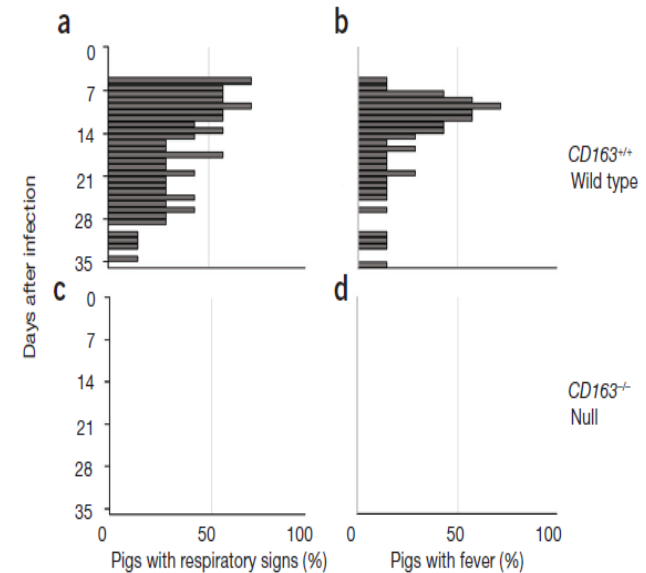 a
b
0
7
14
21
28
35
CD163+/+
Wild type
Days after infection
c
d
0
7
14
21
28
35
CD163–/–
Null
0 50 100
0 50 100
Pigs with respiratory signs (%)
Pigs with fever (%)